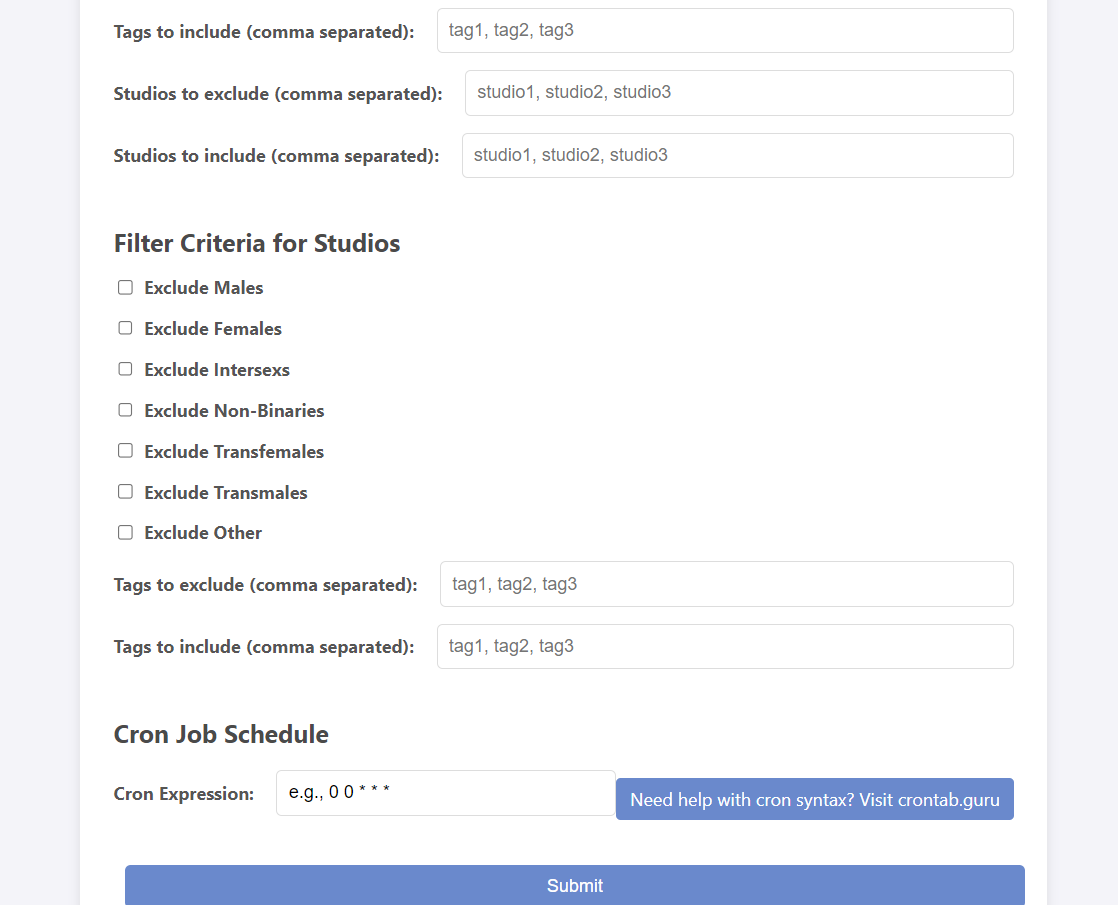 Tags to include (comma separated): tag1, tag2, tag3
Studios to exclude (comma separated): studio1, studio2, studio3
Studios to include (comma separated): studio1, studio2, studio3
Filter Criteria for Studios
Exclude Males
Exclude Females
Exclude Intersexs
Exclude Non-Binaries
Exclude Transfemales
Exclude Transmales
Exclude Other
Tags to exclude (comma separated): tag1, tag2, tag3
Tags to include (comma separated): tag1, tag2, tag3
Cron Job Schedule
Cron Expression: e.g., 0 0 * * * Need help with cron syntax? Visit crontab.guru
Submit